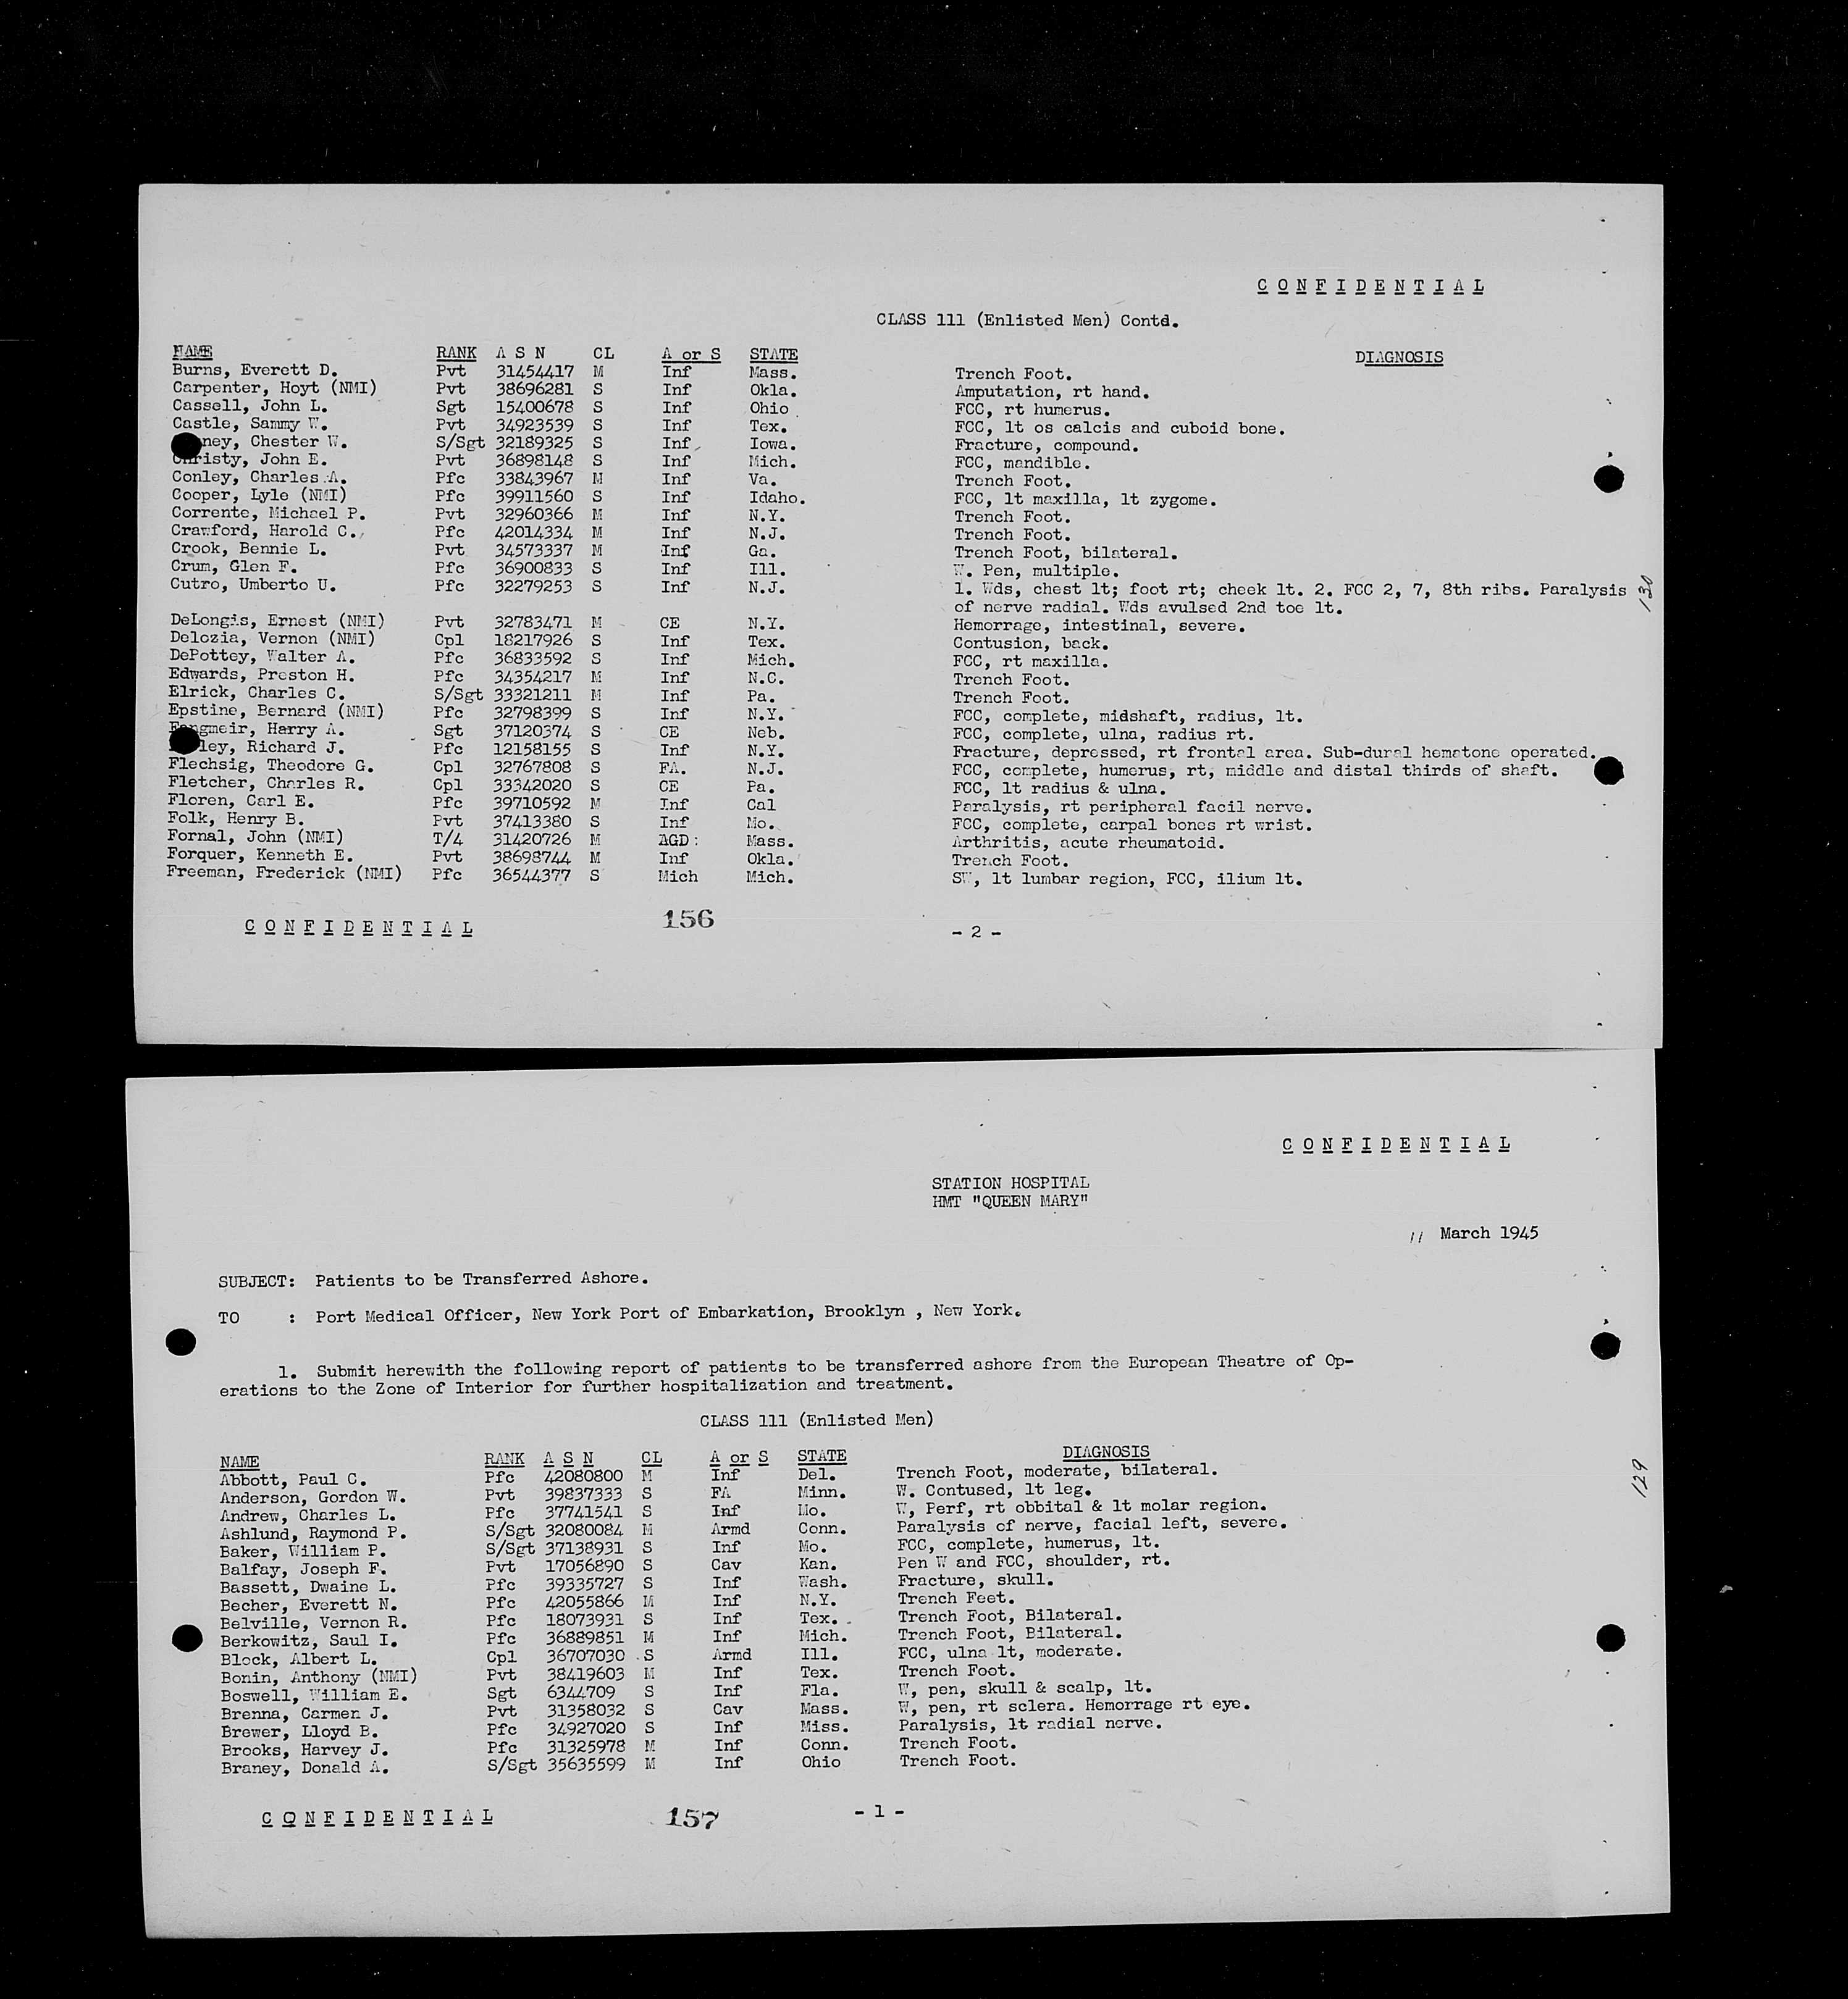 C O N F I D E N T I A L
CLASS 111 (Enlisted Men) Contd.
NAME RANK A S N CL A or S STATE DIAGNOSIS
Burns, Everett D. Pvt 31454417 M Inf Mass. Trench Foot.
Carpenter, Hoyt (NMI) Pvt 38696281 S Inf Okla. Amputation, rt hand.
Cassell, John L. Sgt 15400678 S Inf Ohio FCC, rt humerus.
Castle, Sammy W. Pvt 34923539 S Inf Tex. FCC, lt os calcis and cuboid bone.
ney, Chester W. S/Sgt 32189325 S Inf Iowa. Fracture, compound.
Christy, John E. Pvt 36898148 S Inf Mich. FCC, mandible.
Conley, Charles A. Pfc 33843967 M Inf Va. Trench Foot.
Cooper, Lyle (NMI) Pfc 39911560 S Inf Idaho. FCC, lt maxilla, lt zygome.
Corrente, Michael P. Pvt 32960366 M Inf N.Y. Trench Foot.
Crawford, Harold C. Pfc 42014334 M Inf N.J. Trench Foot.
Crook, Bennie L. Pvt 34573337 M Inf Ga. Trench Foot, bilateral.
Crum, Glen F. Pfc 36900833 S Inf Ill. W. Pen, multiple.
Cutro, Umberto U. Pfc 32279253 S Inf N.J. 1. Wds, chest lt; foot rt; cheek lt. 2. FCC 2, 7, 8th ribs. Paralysis
of nerve radial. Wds avulsed 2nd toe lt.
130
DeLongis, Ernest (NMI) Pvt 32783471 M CE N.Y. Hemorrage, intestinal, severe.
Delozia, Vernon (NMI) Cpl 18217926 S Inf Tex. Contusion, back.
DePottey, Walter A. Pfc 36833592 S Inf Mich. FCC, rt maxilla.
Edwards, Preston H. Pfc 34354217 M Inf N.C. Trench Foot.
Elrick, Charles C. S/Sgt 33321211 M Inf Pa. Trench Foot.
Epstine, Bernard (NMI) Pfc 32798399 S Inf N.Y. FCC, complete, midshaft, radius, lt.
Fangmeir, Harry A. Sgt 37120374 S CE Neb. FCC, complete, ulna, radius rt.
ley, Richard J. Pfc 12158155 S Inf N.Y. Fracture, depressed, rt frontal area. Sub-dural hematone operated.
Flechsig, Theodore G. Cpl 32767808 S FA. N.J. FCC, complete, humerus, rt, middle and distal thirds of shaft.
Fletcher, Charles R. Cpl 33342020 S CE Pa. FCC, lt radius & ulna.
Floren, Carl E. Pfc 39710592 M Inf Cal Paralysis, rt peripheral facil nerve.
Folk, Henry B. Pvt 37413380 S Inf Mo. FCC, complete, carpal bones rt wrist.
Fornal, John (NMI) T/4 31420726 M AGD: Mass. Arthritis, acute rheumatoid.
Forquer, Kenneth E. Pvt 38698744 M Inf Okla. Trench Foot.
Freeman, Frederick (NMI) Pfc 36544377 S Mich Mich. SW, lt lumbar region, FCC, ilium lt.
C O N F I D E N T I A L 156 - 2 -
C O N F I D E N T I A L
STATION HOSPITAL
HMT "QUEEN MARY"
11 March 1945
SUBJECT: Patients to be Transferred Ashore.
TO : Port Medical Officer, New York Port of Embarkation, Brooklyn , New York.
1. Submit herewith the following report of patients to be transferred ashore from the European Theatre of Op-
erations to the Zone of Interior for further hospitalization and treatment.
CLASS 111 (Enlisted Men)
NAME RANK A S N CL A or S STATE DIAGNOSIS
Abbott, Paul C. Pfc 42080800 M Inf Del. Trench Foot, moderate, bilateral.
Anderson, Gordon W. Pvt 39837333 S FA Minn. W. Contused, lt leg.
Andrew, Charles L. Pfc 37741541 S Inf Mo. W, Perf, rt obbital & lt molar region.
Ashlund, Raymond P. S/Sgt 32080084 M Armd Conn. Paralysis of nerve, facial left, severe.
Baker, William P. S/Sgt 37138931 S Inf Mo. FCC, complete, humerus, lt.
Balfay, Joseph F. Pvt 17056890 S Cav Kan. Pen W and FCC, shoulder, rt.
Bassett, Dwaine L. Pfc 39335727 S Inf Wash. Fracture, skull.
Becher, Everett N. Pfc 42055866 M Inf N.Y. Trench Feet.
Belville, Vernon R. Pfc 18073931 S Inf Tex. Trench Foot, Bilateral.
Berkowitz, Saul I. Pfc 36889851 M Inf Mich. Trench Foot, Bilateral.
Block, Albert L. Cpl 36707030 S Armd Ill. FCC, ulna lt, moderate.
Bonin, Anthony (NMI) Pvt 38419603 M Inf Tex. Trench Foot.
Boswell, William E. Sgt 6344709 S Inf Fla. W, pen, skull & scalp, lt.
Brenna, Carmen J. Pvt 31358032 S Cav Mass. W, pen, rt sclera. Hemorrage rt eye.
Brewer, Lloyd B. Pfc 34927020 S Inf Miss. Paralysis, lt radial nerve.
Brooks, Harvey J. Pfc 31325978 M Inf Conn. Trench Foot.
Braney, Donald A. S/Sgt 35635599 M Inf Ohio Trench Foot.
129
C O N F I D E N T I A L 157 - 1 -